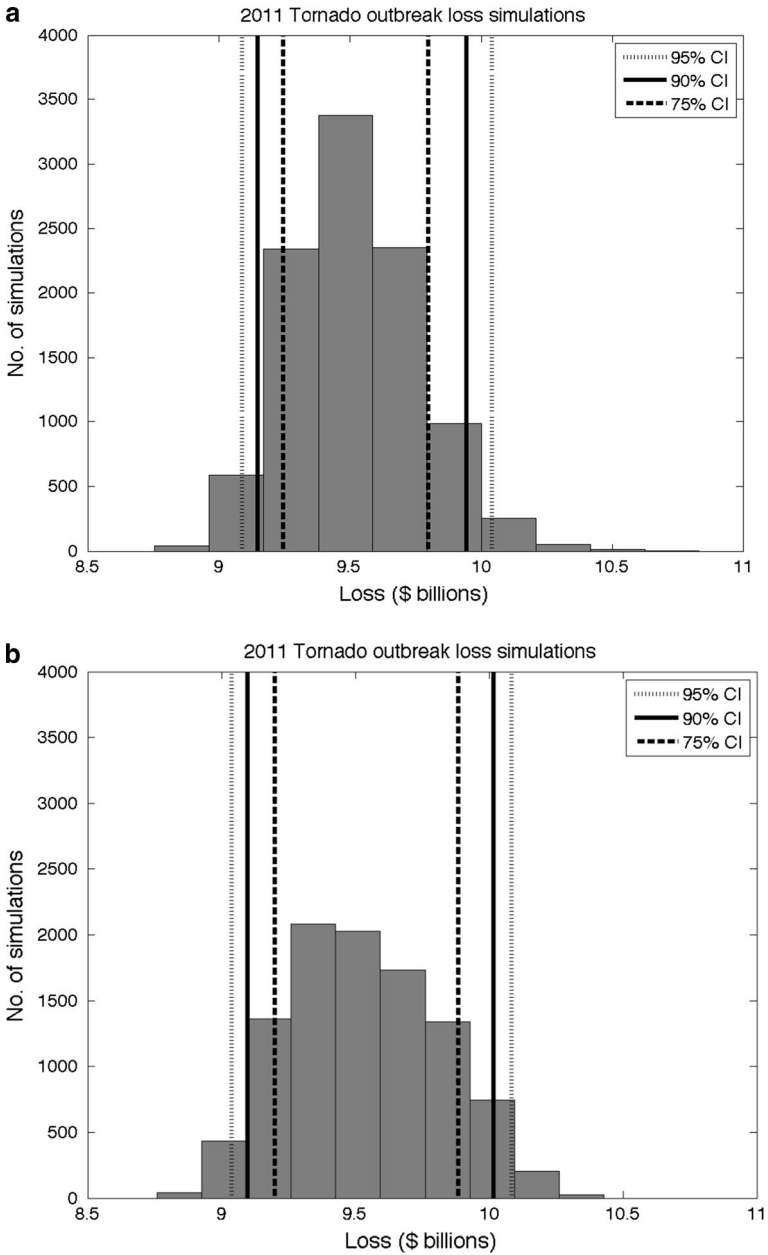 a
2011 Tornado outbreak loss simulations
4000
3500
3000
2500
2000
1500
1000
500
0
No. of simulations
95% CI
90% CI
75% CI
8.5 9 9.5 10 10.5 11
Loss ($ billions)
b
2011 Tornado outbreak loss simulations
4000
3500
3000
2500
2000
1500
1000
500
0
No. of simulations
95% CI
90% CI
75% CI
8.5 9 9.5 10 10.5 11
Loss ($ billions)